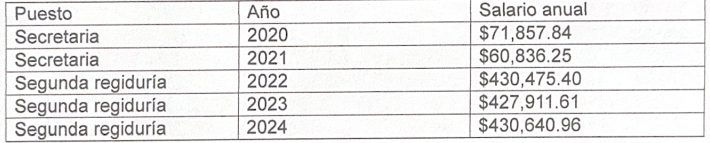 Puesto Año Salario anual
Secretaria 2020 $71,857.84
Secretaria 2021 $60,836.25
Segunda regiduría 2022 $430,475.40
Segunda regiduría 2023 $427,911.61
Segunda regiduría 2024 $430,640.96